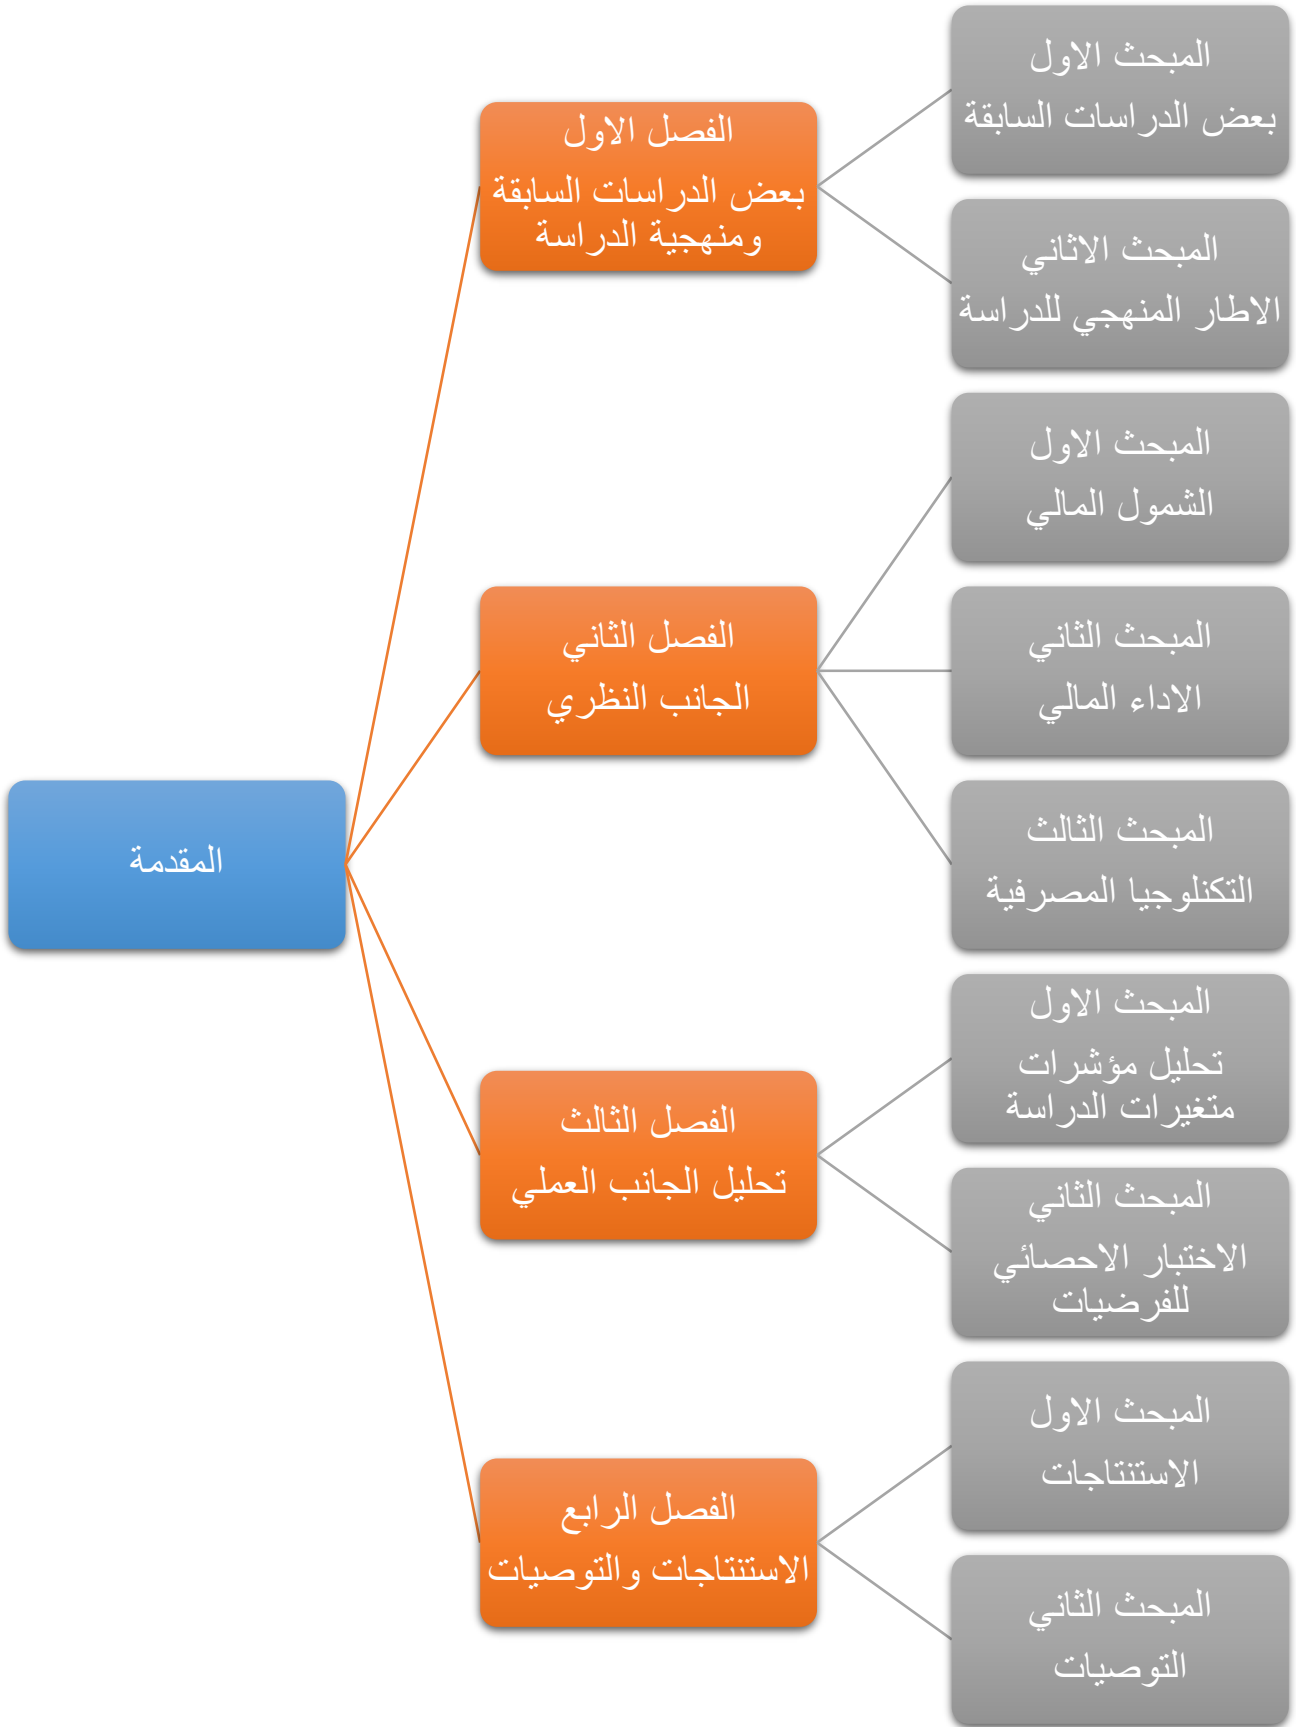 المقدمة
الفصل الاول
بعض الدراسات السابقة
ومنهجية الدراسة
المبحث الاول
بعض الدراسات السابقة
المبحث الاثاني
الاطار المنهجي للدراسة
الفصل الثاني
الجانب النظري
المبحث الاول
الشمول المالي
المبحث الثاني
الاداء المالي
المبحث الثالث
التكنلوجيا المصرفية
الفصل الثالث
تحليل الجانب العملي
المبحث الاول
تحليل مؤشرات
متغيرات الدراسة
المبحث الثاني
الاختبار الاحصائي
للفرضيات
الفصل الرابع
الاستنتاجات والتوصيات
المبحث الاول
الاستنتاجات
المبحث الثاني
التوصيات